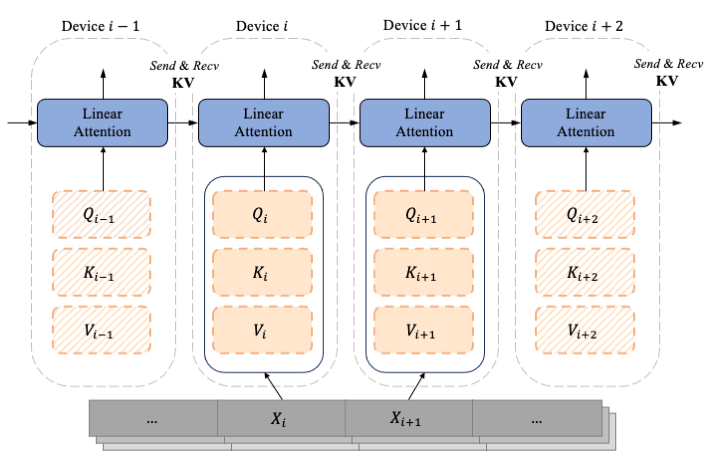 Device i − 1
Device i
Device i + 1
Device i + 2
Send & Recv
KV
Send & Recv
KV
Send & Recv
KV
Send & Recv
KV
Linear
Attention
Linear
Attention
Linear
Attention
Linear
Attention
Q_{i−1}
Q_i
Q_{i+1}
Q_{i+2}
K_{i−1}
K_i
K_{i+1}
K_{i+2}
V_{i−1}
V_i
V_{i+1}
V_{i+2}
...
X_i
X_{i+1}
...